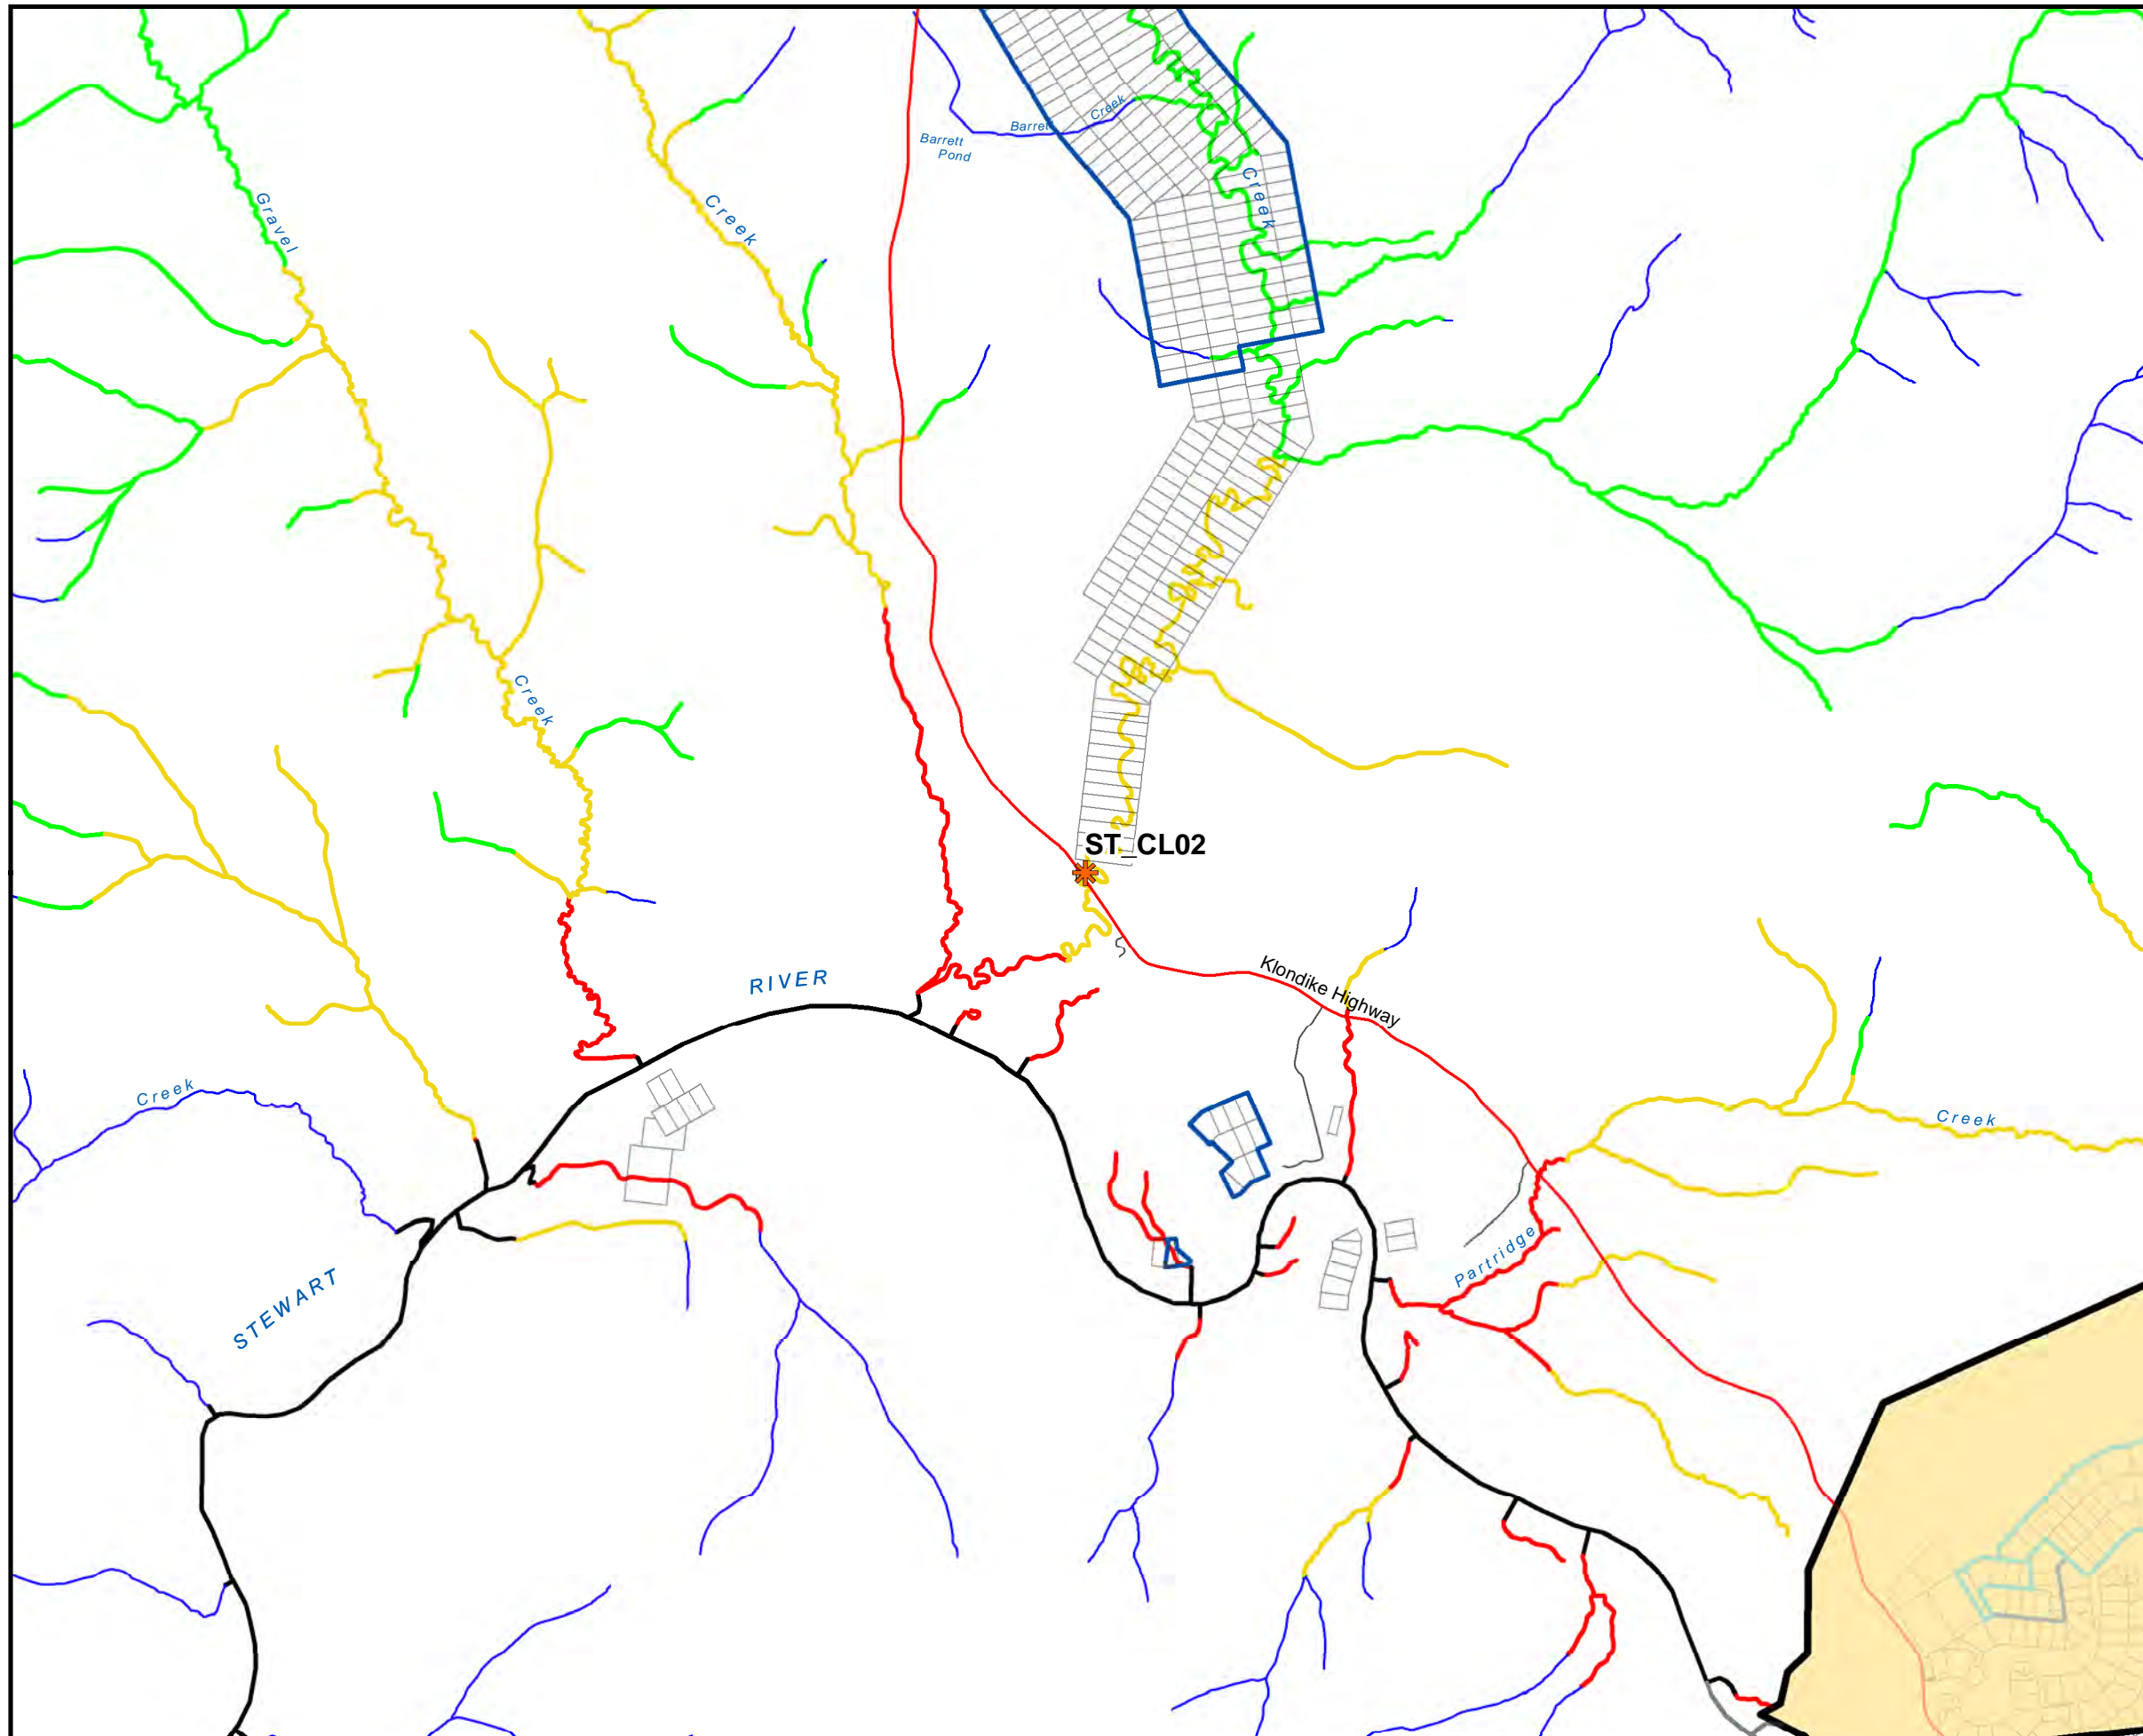 Barrett
Creek
Barrett
Pond
Gravel
Creek
Creek
Creek
ST_CL02
RIVER
Klondike Highway
Creek
Creek
Partridge
STEWART